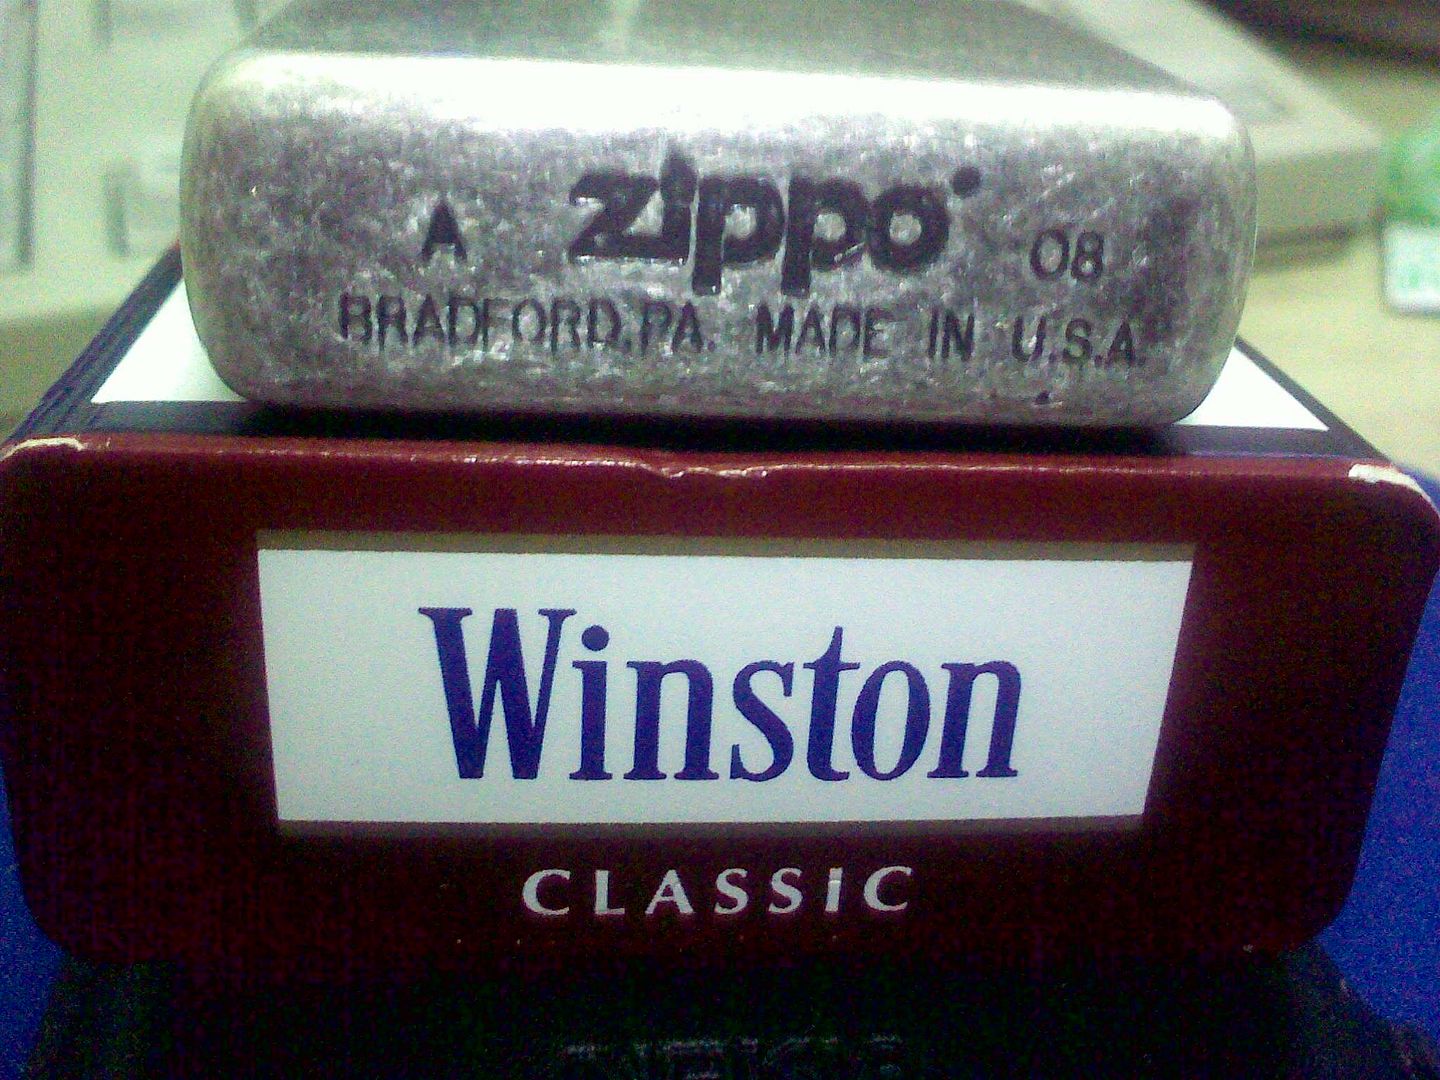 A zippo 08
BRADFORD, PA. MADE IN U.S.A.
Winston
CLASSiC